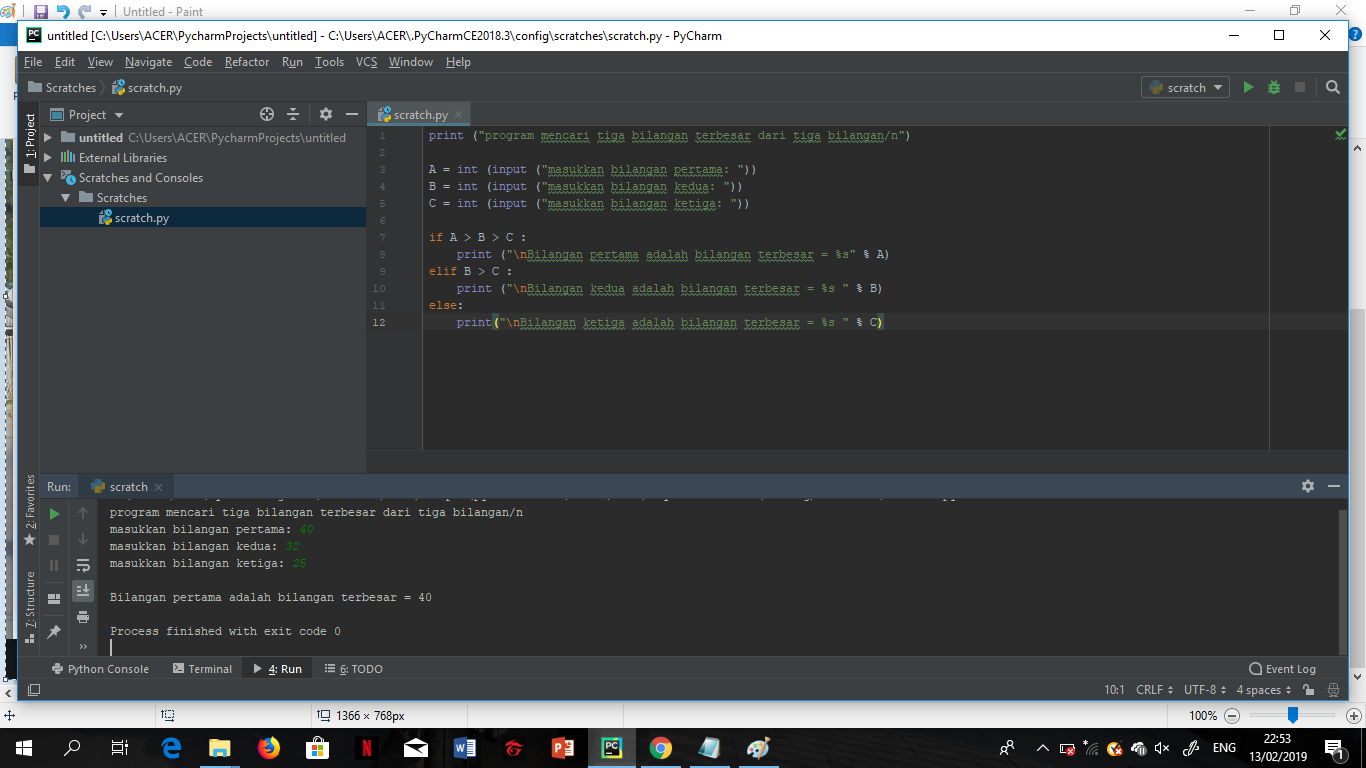 Untitled - Paint
untitled [C:\Users\ACER\PycharmProjects\untitled] - C:\Users\ACER\.PyCharmCE2018.3\config\scratches\scratch.py - PyCharm
File Edit View Navigate Code Refactor Run Tools VCS Window Help
Scratches scratch.py
scratch
1: Project
Project
untitled C:\Users\ACER\PycharmProjects\untitled
External Libraries
Scratches and Consoles
Scratches
scratch.py
scratch.py
1 print ("program mencari tiga bilangan terbesar dari tiga bilangan/n")
2
3 A = int (input ("masukkan bilangan pertama: "))
4 B = int (input ("masukkan bilangan kedua: "))
5 C = int (input ("masukkan bilangan ketiga: "))
6
7 if A > B > C :
8 print ("\nBilangan pertama adalah bilangan terbesar = %s" % A)
9 elif B > C :
10 print ("\nBilangan kedua adalah bilangan terbesar = %s " % B)
11 else:
12 print("\nBilangan ketiga adalah bilangan terbesar = %s " % C)
2: Favorites
7: Structure
Run: scratch
program mencari tiga bilangan terbesar dari tiga bilangan/n
masukkan bilangan pertama: 40
masukkan bilangan kedua: 32
masukkan bilangan ketiga: 25
Bilangan pertama adalah bilangan terbesar = 40
Process finished with exit code 0
Python Console Terminal 4: Run 6: TODO Event Log
10:1 CRLF UTF-8 4 spaces
1366 × 768px 100%
ENG 22:53
13/02/2019